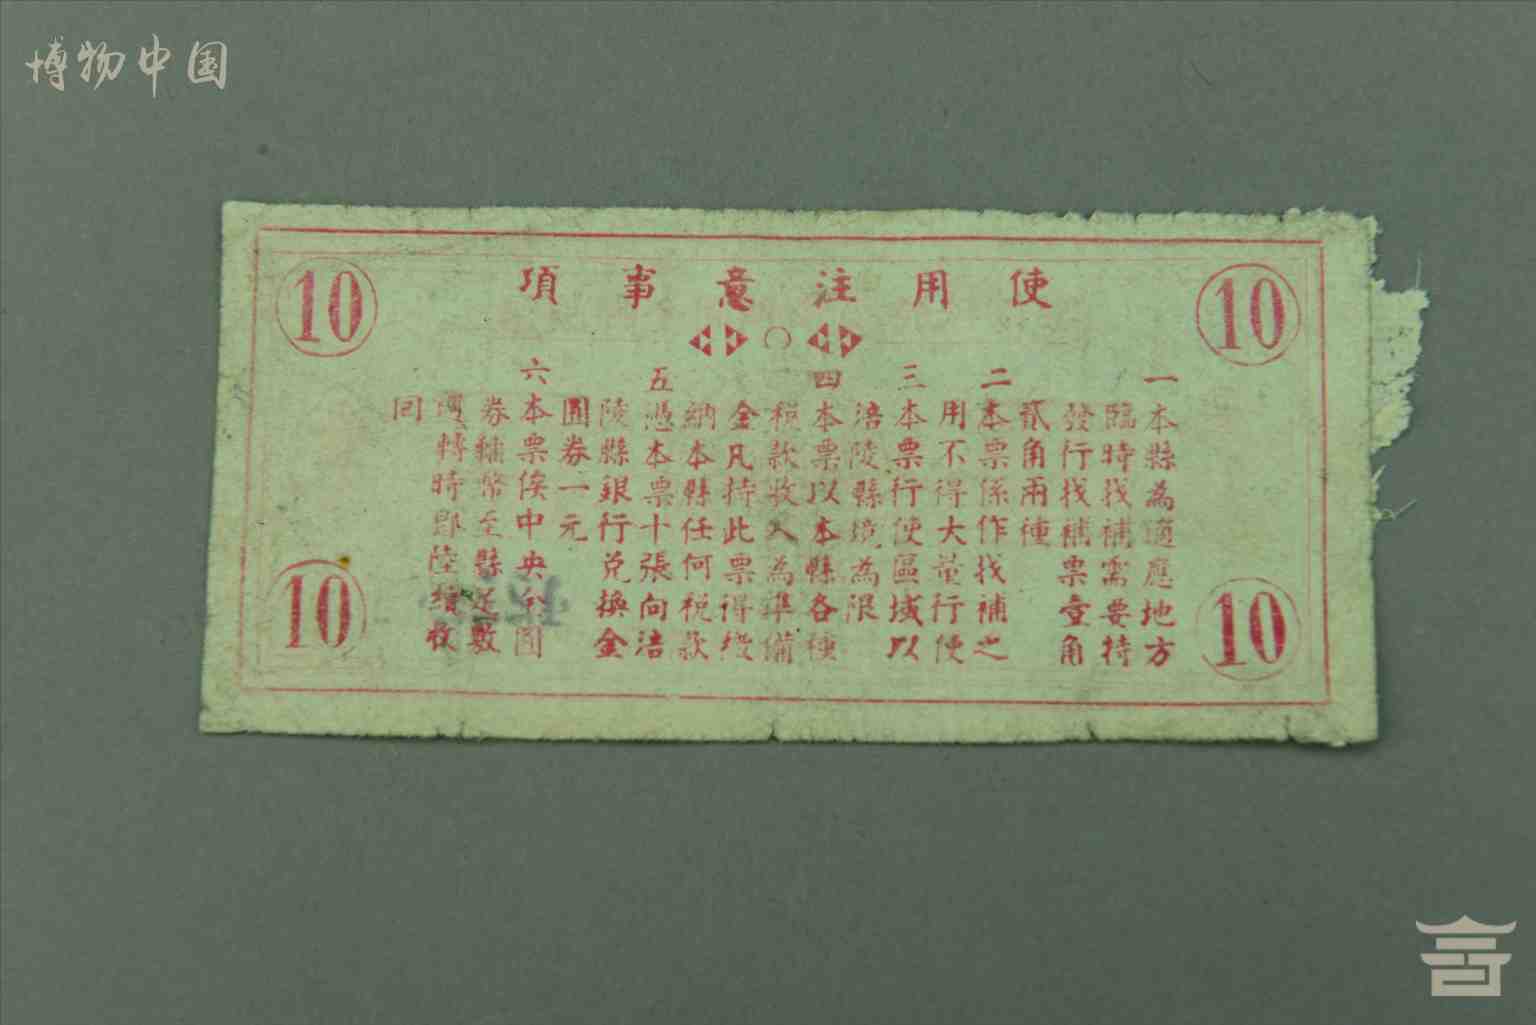 博物中国
使用注意事項
10
10
一本縣為適應地方
臨時找補需要特
發行找補票壹角
貳角兩種
二本票係作找補之
用不得大量行使
三本票行使區域以
涪陵縣境為限
四本票以本縣各種
稅款收入為準備
金凡持此票得繳
納本縣任何稅款
五憑本票十張向涪
陵縣銀行兌換金
圓券一元
六本票俟中央金圓
券輔幣至縣足數
週轉時即陸續收
回
10
10